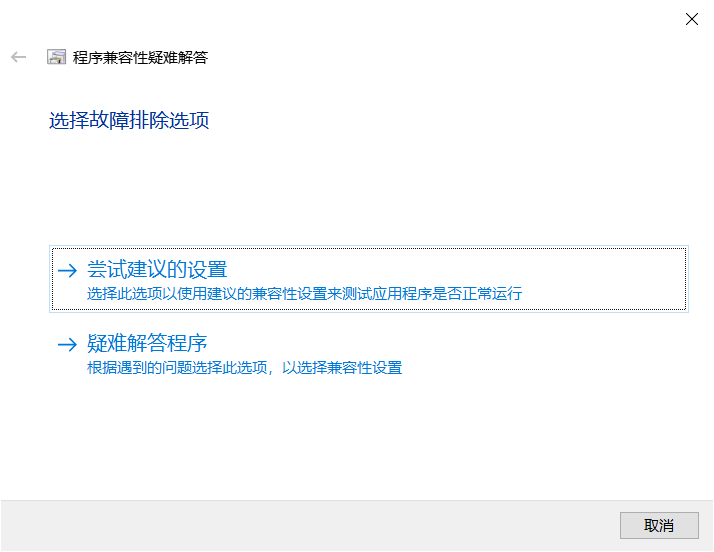 程序兼容性疑难解答
选择故障排除选项
尝试建议的设置
选择此选项以使用建议的兼容性设置来测试应用程序是否正常运行
疑难解答程序
根据遇到的问题选择此选项，以选择兼容性设置
取消